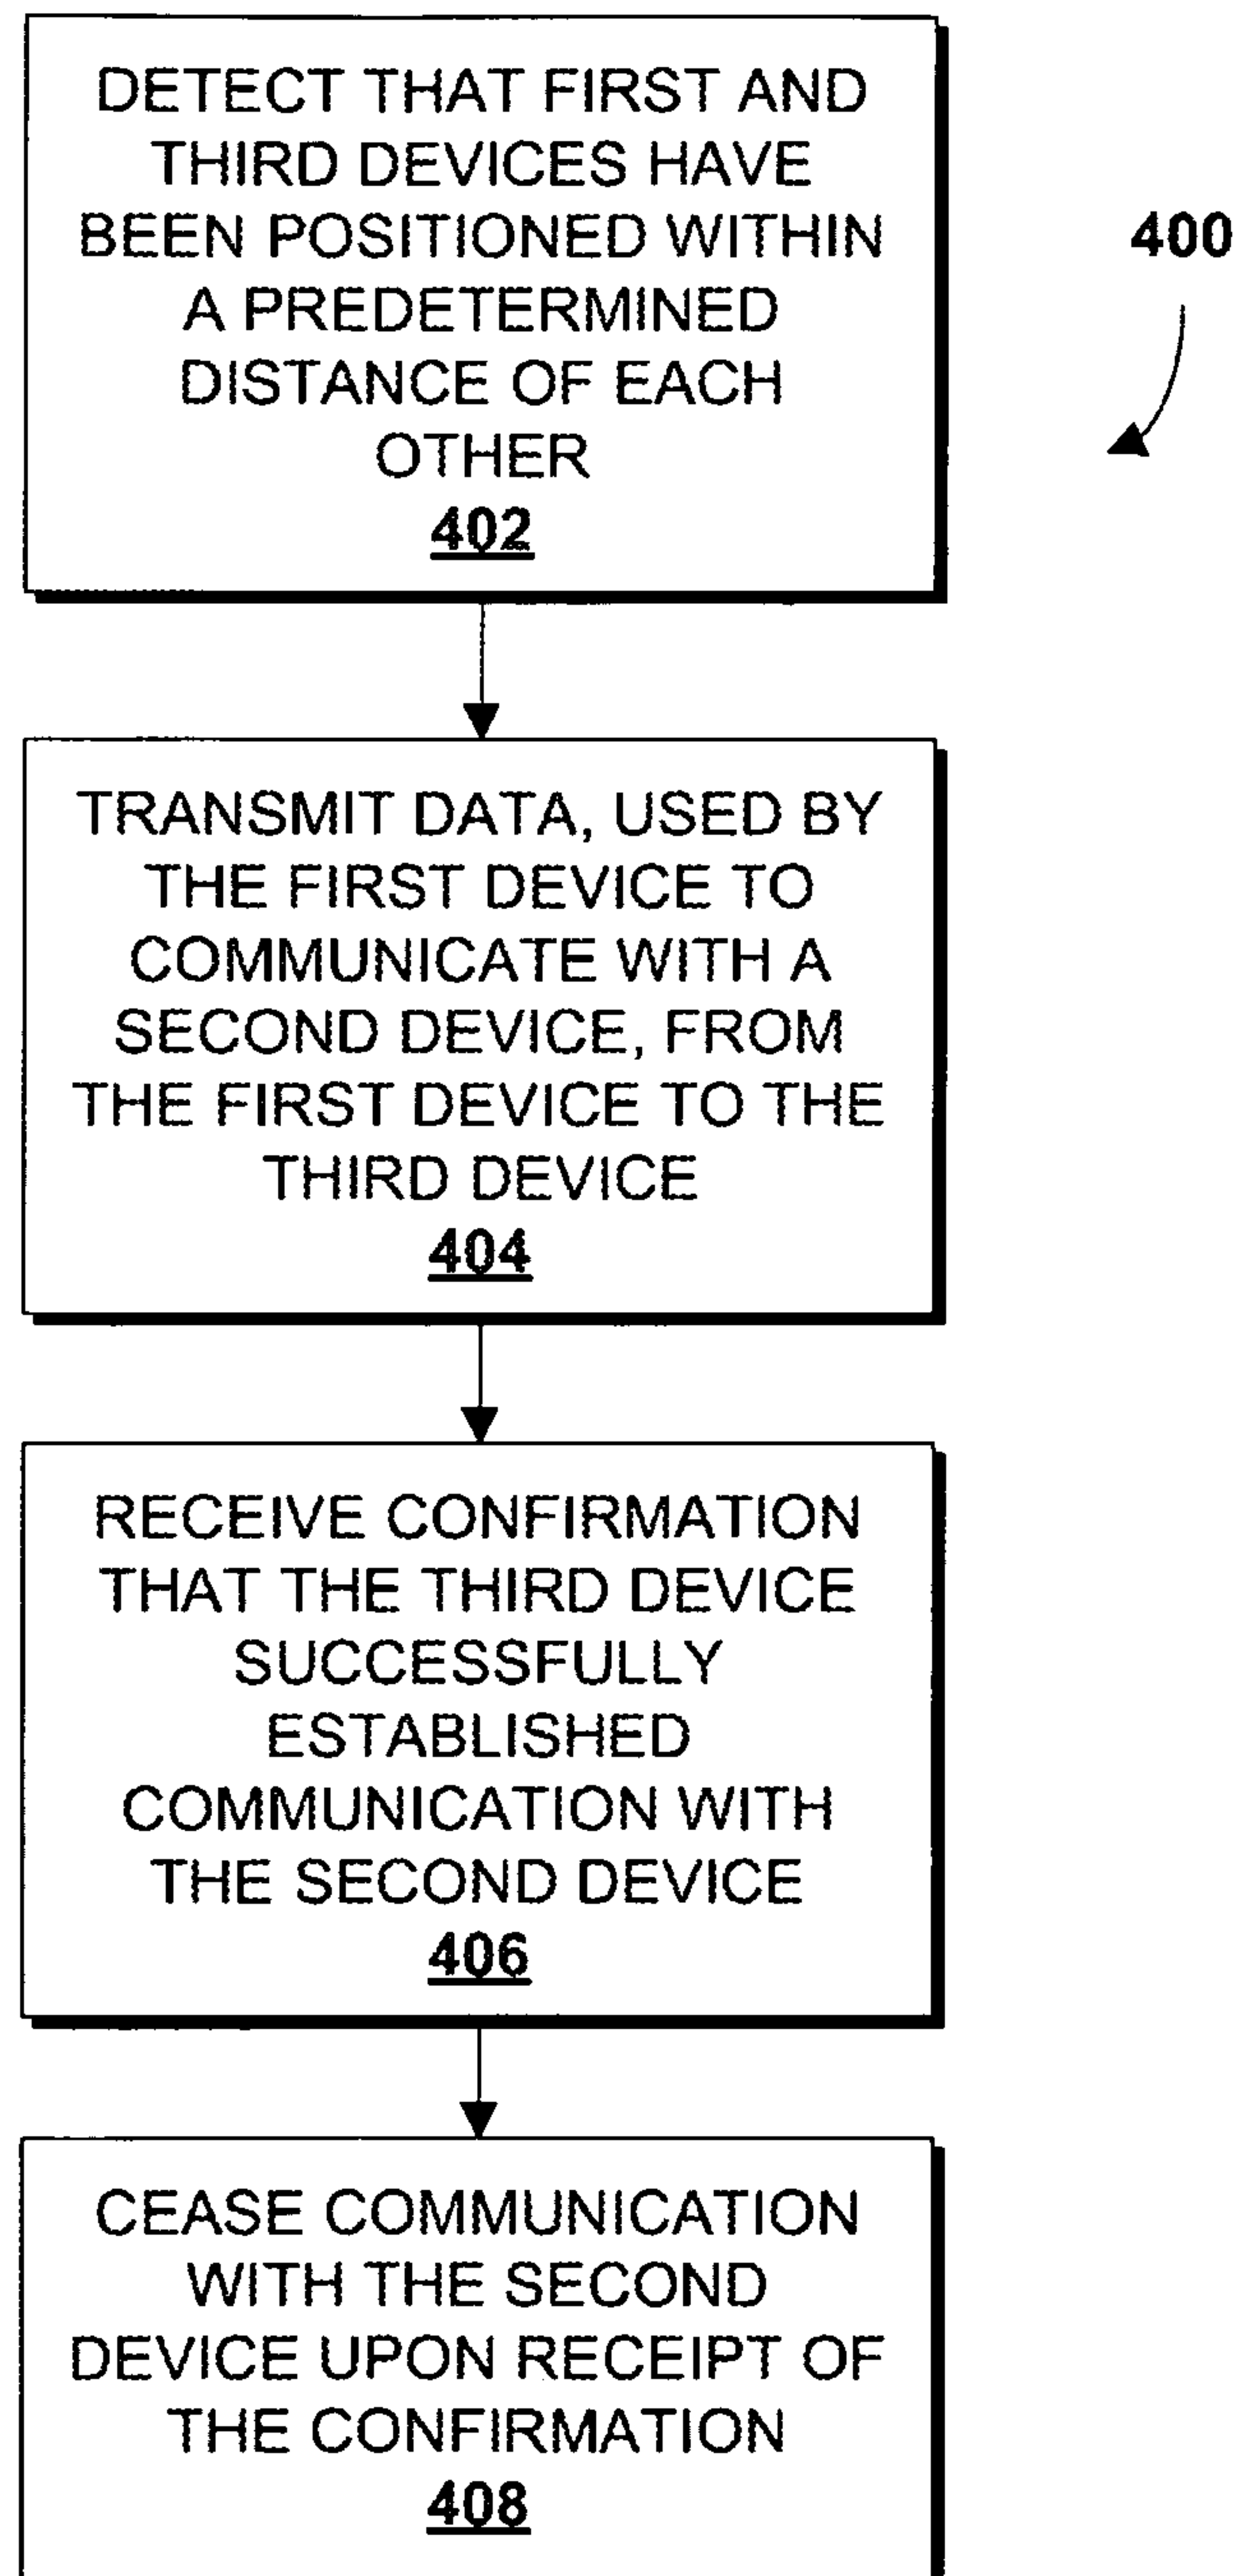 DETECT THAT FIRST AND
THIRD DEVICES HAVE
BEEN POSITIONED WITHIN
A PREDETERMINED
DISTANCE OF EACH
OTHER
402
400
TRANSMIT DATA, USED BY
THE FIRST DEVICE TO
COMMUNICATE WITH A
SECOND DEVICE, FROM
THE FIRST DEVICE TO THE
THIRD DEVICE
404
RECEIVE CONFIRMATION
THAT THE THIRD DEVICE
SUCCESSFULLY
ESTABLISHED
COMMUNICATION WITH
THE SECOND DEVICE
406
CEASE COMMUNICATION
WITH THE SECOND
DEVICE UPON RECEIPT OF
THE CONFIRMATION
408